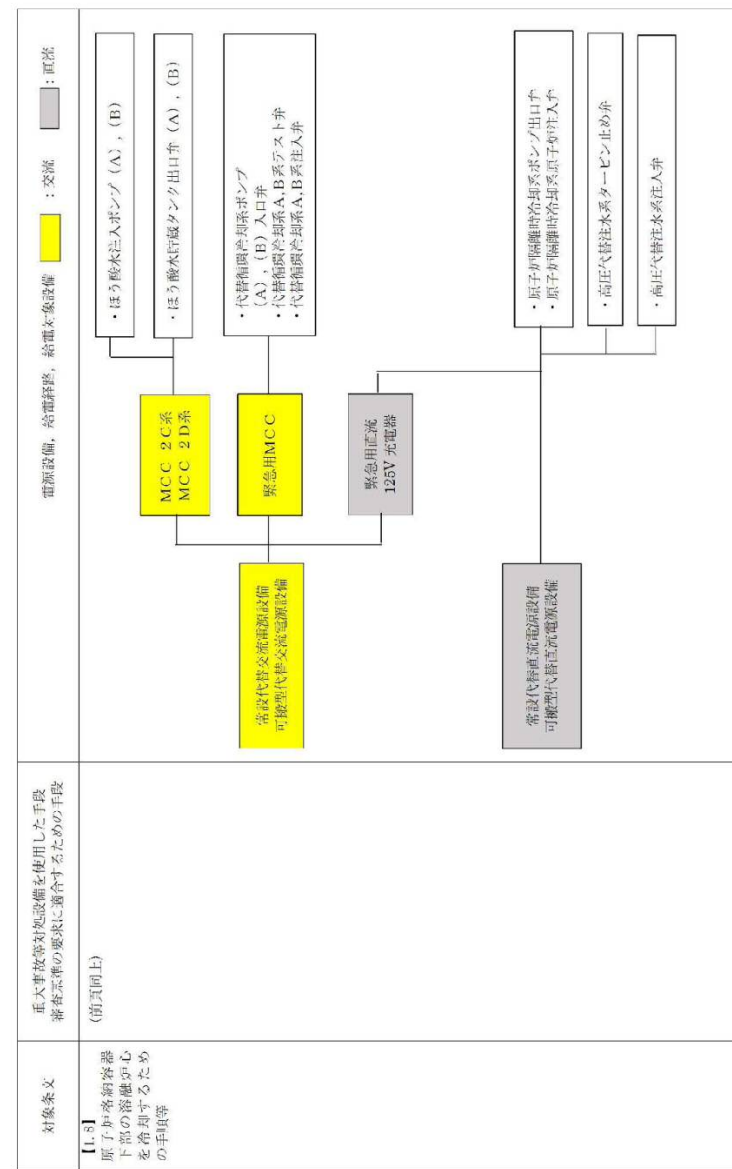 対象条文
重大事故等対処設備を使用した手段
審査基準の要求に適合するための手段
電源設備，給電経路，給電対象設備
：交流
：直流
【1.8】
原子炉格納容器
下部の溶融炉心
を冷却するため
の手順等
(前頁同上)
常設代替交流電源設備
可搬型代替交流電源設備
MCC 2C系
MCC 2D系
・ほう酸水注入ポンプ（A），（B）
・ほう酸水貯蔵タンク出口弁（A），（B）
緊急用MCC
・代替循環冷却系ポンプ
（A），（B）入口弁
・代替循環冷却系A,B系テスト弁
・代替循環冷却系A,B系注入弁
緊急用直流
125V 充電器
常設代替直流電源設備
可搬型代替直流電源設備
・原子炉隔離時冷却系ポンプ出口弁
・原子炉隔離時冷却系原子炉注入弁
・高圧代替注水系タービン止め弁
・高圧代替注水系注入弁